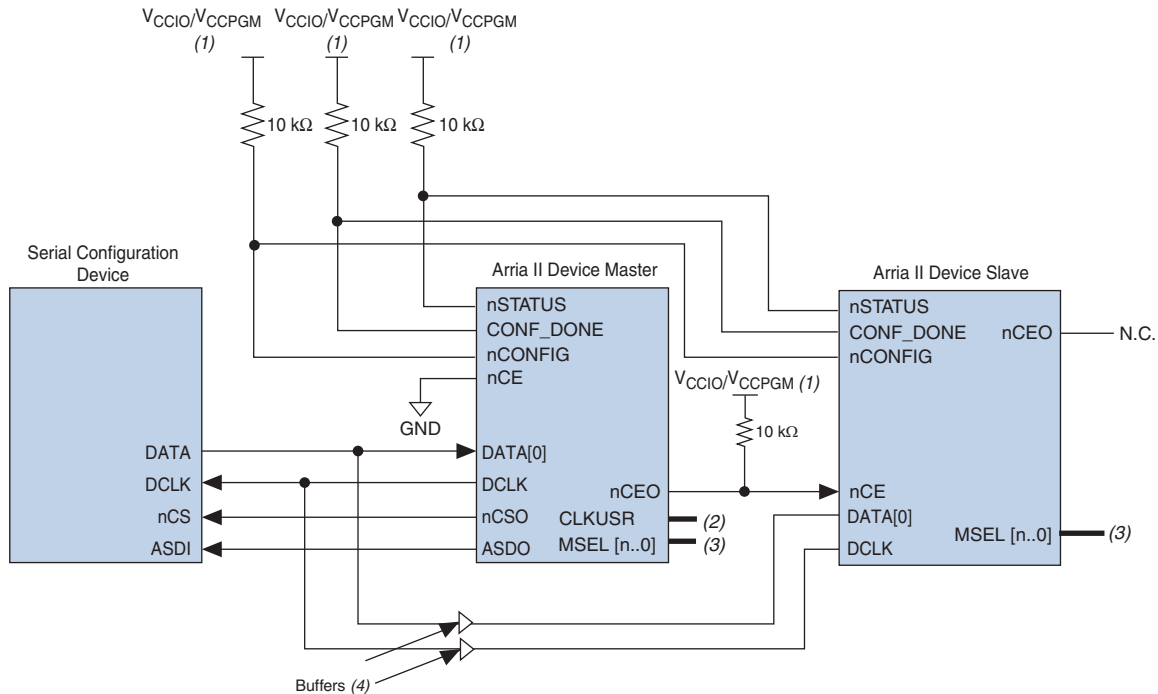 VCCIO/VCCPGM VCCIO/VCCPGM VCCIO/VCCPGM
(1) (1) (1)
10 kΩ 10 kΩ 10 kΩ
Serial Configuration
Device
DATA
DCLK
nCS
ASDI
Arria II Device Master
nSTATUS
CONF_DONE
nCONFIG
nCE
GND
DATA[0]
DCLK
nCSO
ASDO
nCEO
CLKUSR (2)
MSEL [n..0] (3)
VCCIO/VCCPGM (1)
10 kΩ
Arria II Device Slave
nSTATUS
CONF_DONE
nCONFIG
nCEO N.C.
nCE
DATA[0]
DCLK
MSEL [n..0] (3)
Buffers (4)